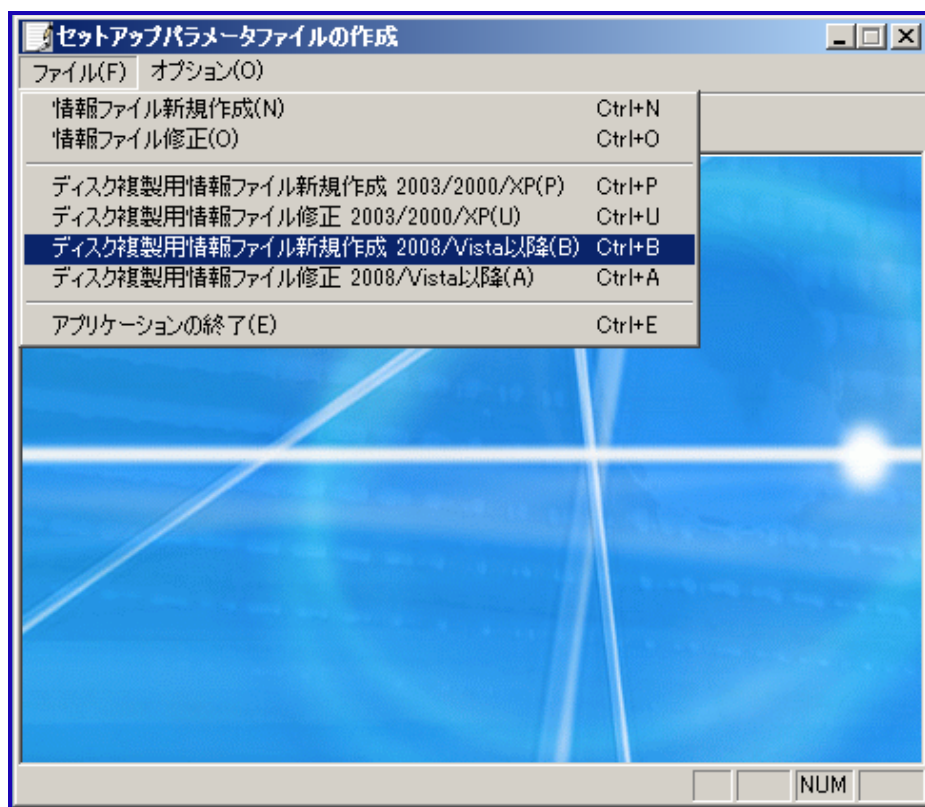 セットアップパラメータファイルの作成
ファイル(F) オプション(O)
情報ファイル新規作成(N) Ctrl+N
情報ファイル修正(O) Ctrl+O
ディスク複製用情報ファイル新規作成 2003/2000/XP(P) Ctrl+P
ディスク複製用情報ファイル修正 2003/2000/XP(U) Ctrl+U
ディスク複製用情報ファイル新規作成 2008/Vista以降(B) Ctrl+B
ディスク複製用情報ファイル修正 2008/Vista以降(A) Ctrl+A
アプリケーションの終了(E) Ctrl+E
NUM